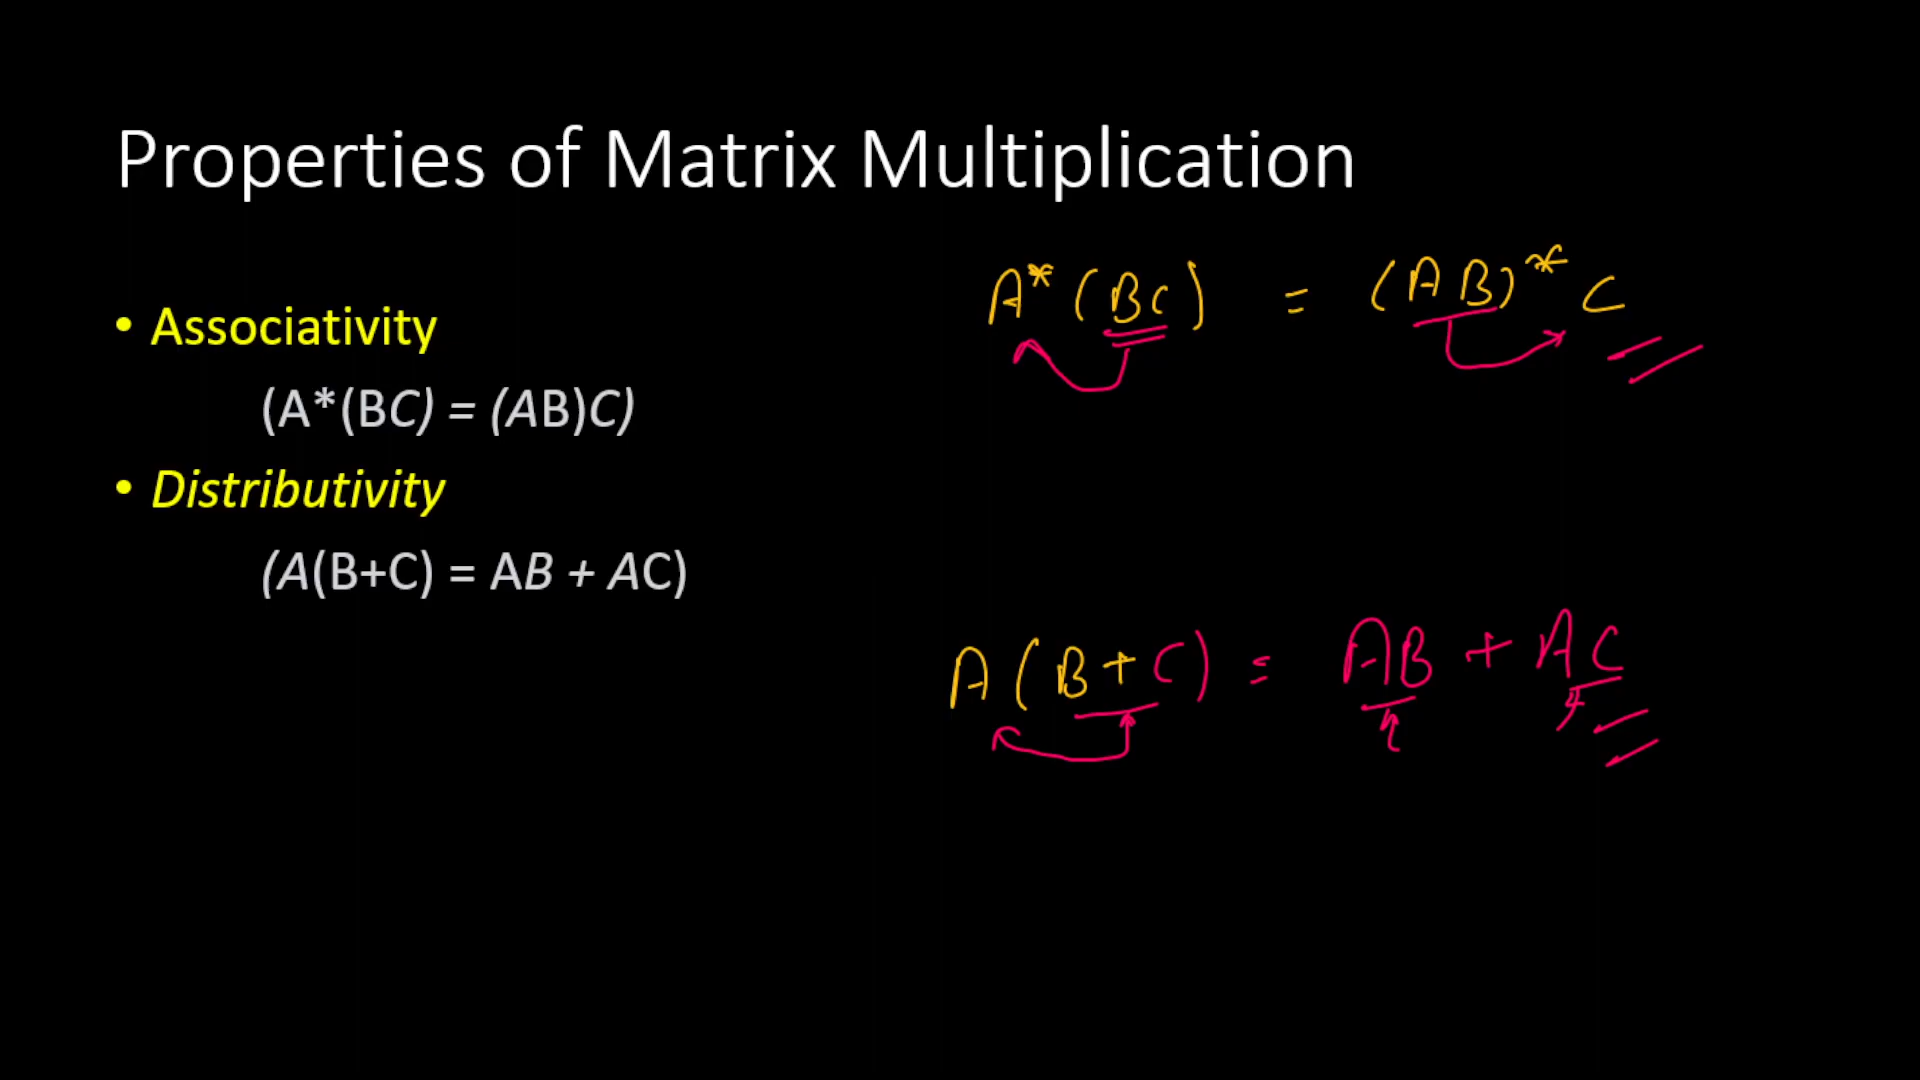 Properties of Matrix Multiplication
• Associativity
(A*(BC) = (AB)C)
• Distributivity
(A(B+C) = AB + AC)
A* (BC) = (AB)* C
A (B+C) = AB + AC